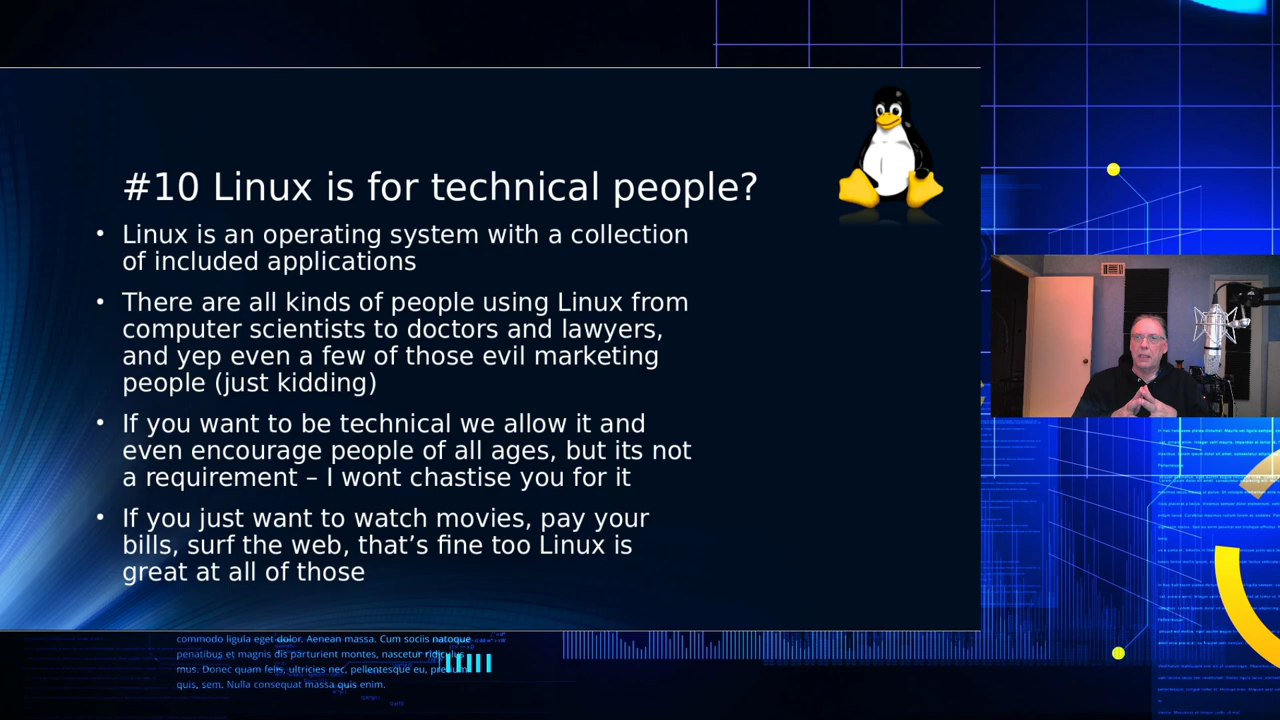 #10 Linux is for technical people?
• Linux is an operating system with a collection
of included applications
• There are all kinds of people using Linux from
computer scientists to doctors and lawyers,
and yep even a few of those evil marketing
people (just kidding)
• If you want to be technical we allow it and
even encourage people of all ages, but its not
a requirement – I wont chastise you for it
• If you just want to watch movies, pay your
bills, surf the web, that’s fine too Linux is
great at all of those
commodo ligula eget dolor. Aenean massa. Cum sociis natoque
penatibus et magnis dis parturient montes, nascetur ridiculus
mus. Donec quam felis, ultricies nec, pellentesque eu, pretium
quis, sem. Nulla consequat massa quis enim.